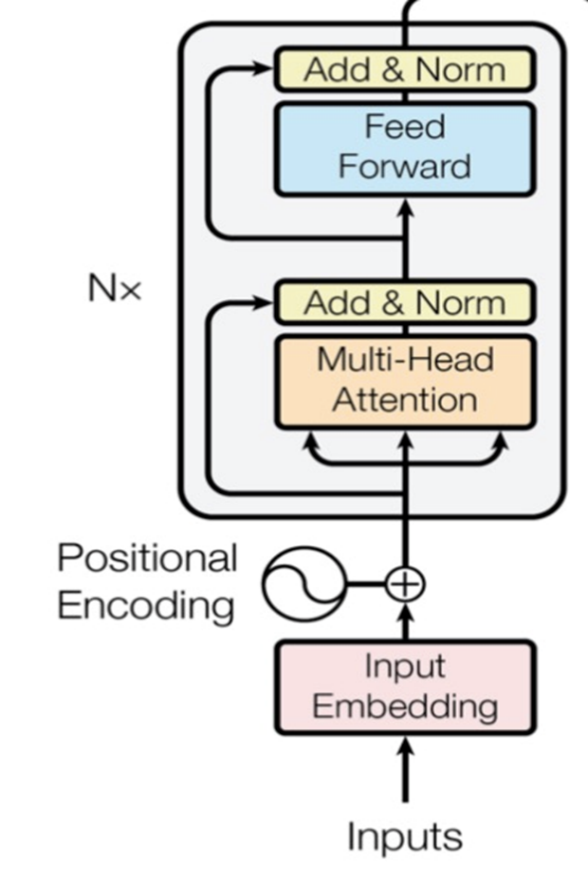 Add & Norm
Feed
Forward
Nx
Add & Norm
Multi-Head
Attention
Positional
Encoding
Input
Embedding
Inputs